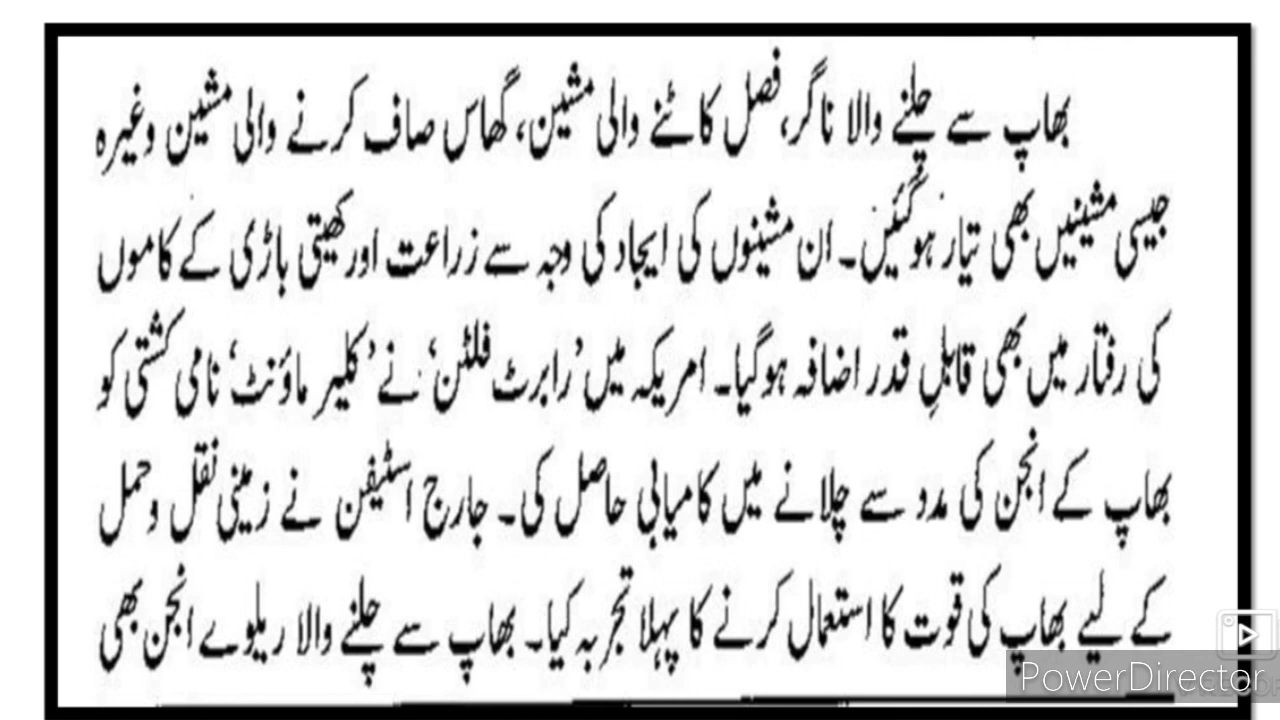 بھاپ سے چلنے والا ناگر، فصل کاٹنے والی مشین، گھاس صاف کرنے والی مشین وغیرہ
جیسی مشینیں بھی تیار ہوگئیں۔ ان مشینوں کی ایجاد کی وجہ سے زراعت اور کھیتی باڑی کے کاموں
کی رفتار میں بھی قابلِ قدر اضافہ ہوگیا۔ امریکہ میں ’رابرٹ فلٹن‘ نے ’کلیر ماؤنٹ‘ نامی کشتی کو
بھاپ کے انجن کی مدد سے چلانے میں کامیابی حاصل کی۔ جارج اسٹیفن نے زمینی نقل و حمل
کے لیے بھاپ کی قوت کا استعمال کرنے کا پہلا تجربہ کیا۔ بھاپ سے چلنے والا ریلوے انجن بھی
PowerDirector